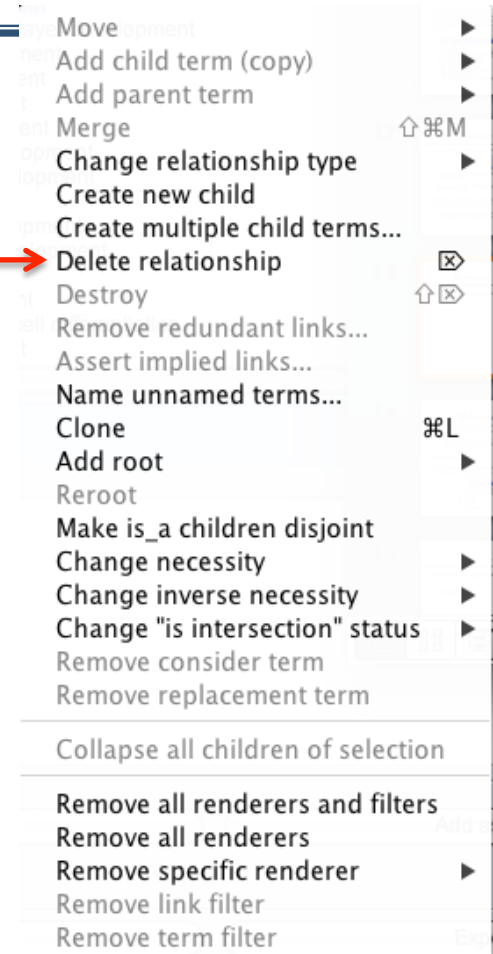 Move ▶
Add child term (copy) ▶
Add parent term ▶
Merge ⇧⌘M
Change relationship type ▶
Create new child
Create multiple child terms...
Delete relationship ⌦
Destroy ⇧⌦
Remove redundant links...
Assert implied links...
Name unnamed terms...
Clone ⌘L
Add root ▶
Reroot
Make is_a children disjoint
Change necessity ▶
Change inverse necessity ▶
Change "is intersection" status ▶
Remove consider term
Remove replacement term
Collapse all children of selection
Remove all renderers and filters
Remove all renderers
Remove specific renderer ▶
Remove link filter
Remove term filter